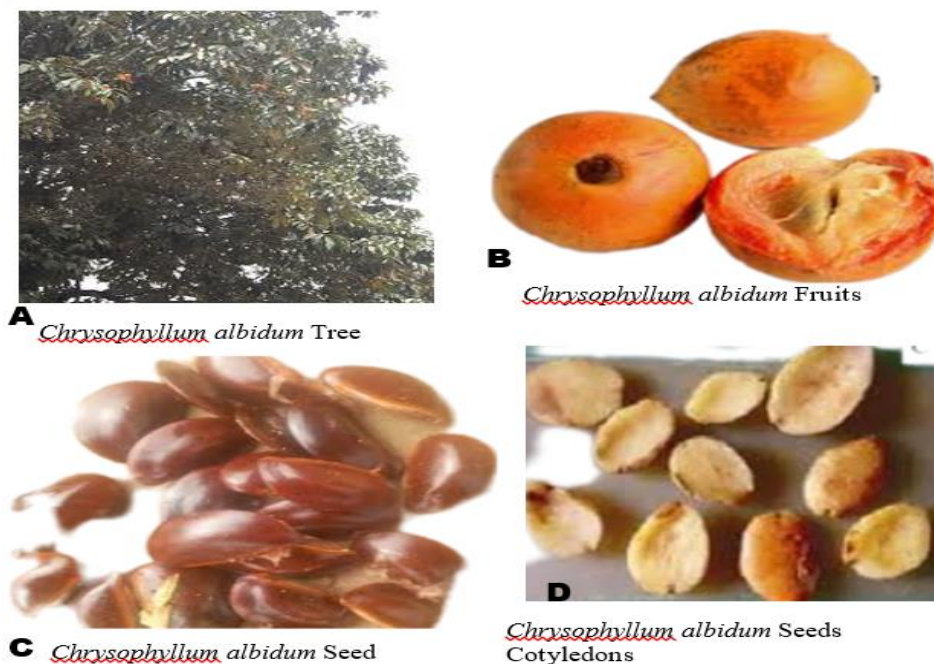 A Chrysophyllum albidum Tree
B
Chrysophyllum albidum Fruits
C Chrysophyllum albidum Seed
D
Chrysophyllum albidum Seeds
Cotyledons